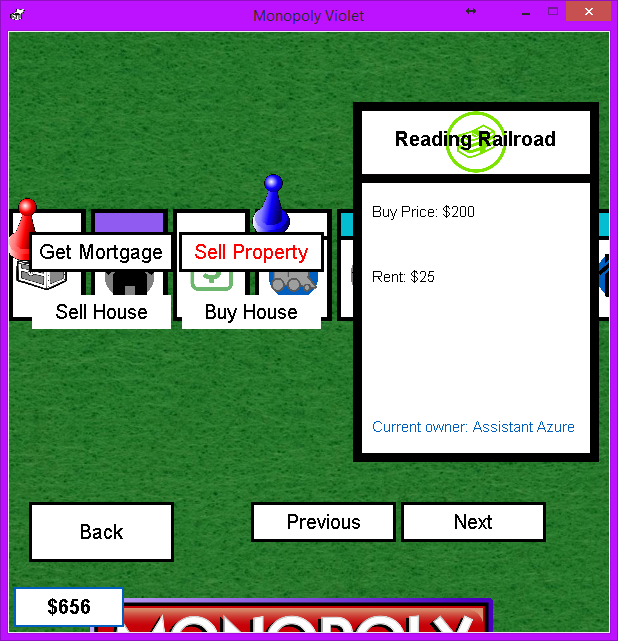 Monopoly Violet
Reading Railroad
Buy Price: $200
Get Mortgage
Sell Property
Rent: $25
Sell House
Buy House
Current owner: Assistant Azure
Back
Previous
Next
$656
MONOPOLY